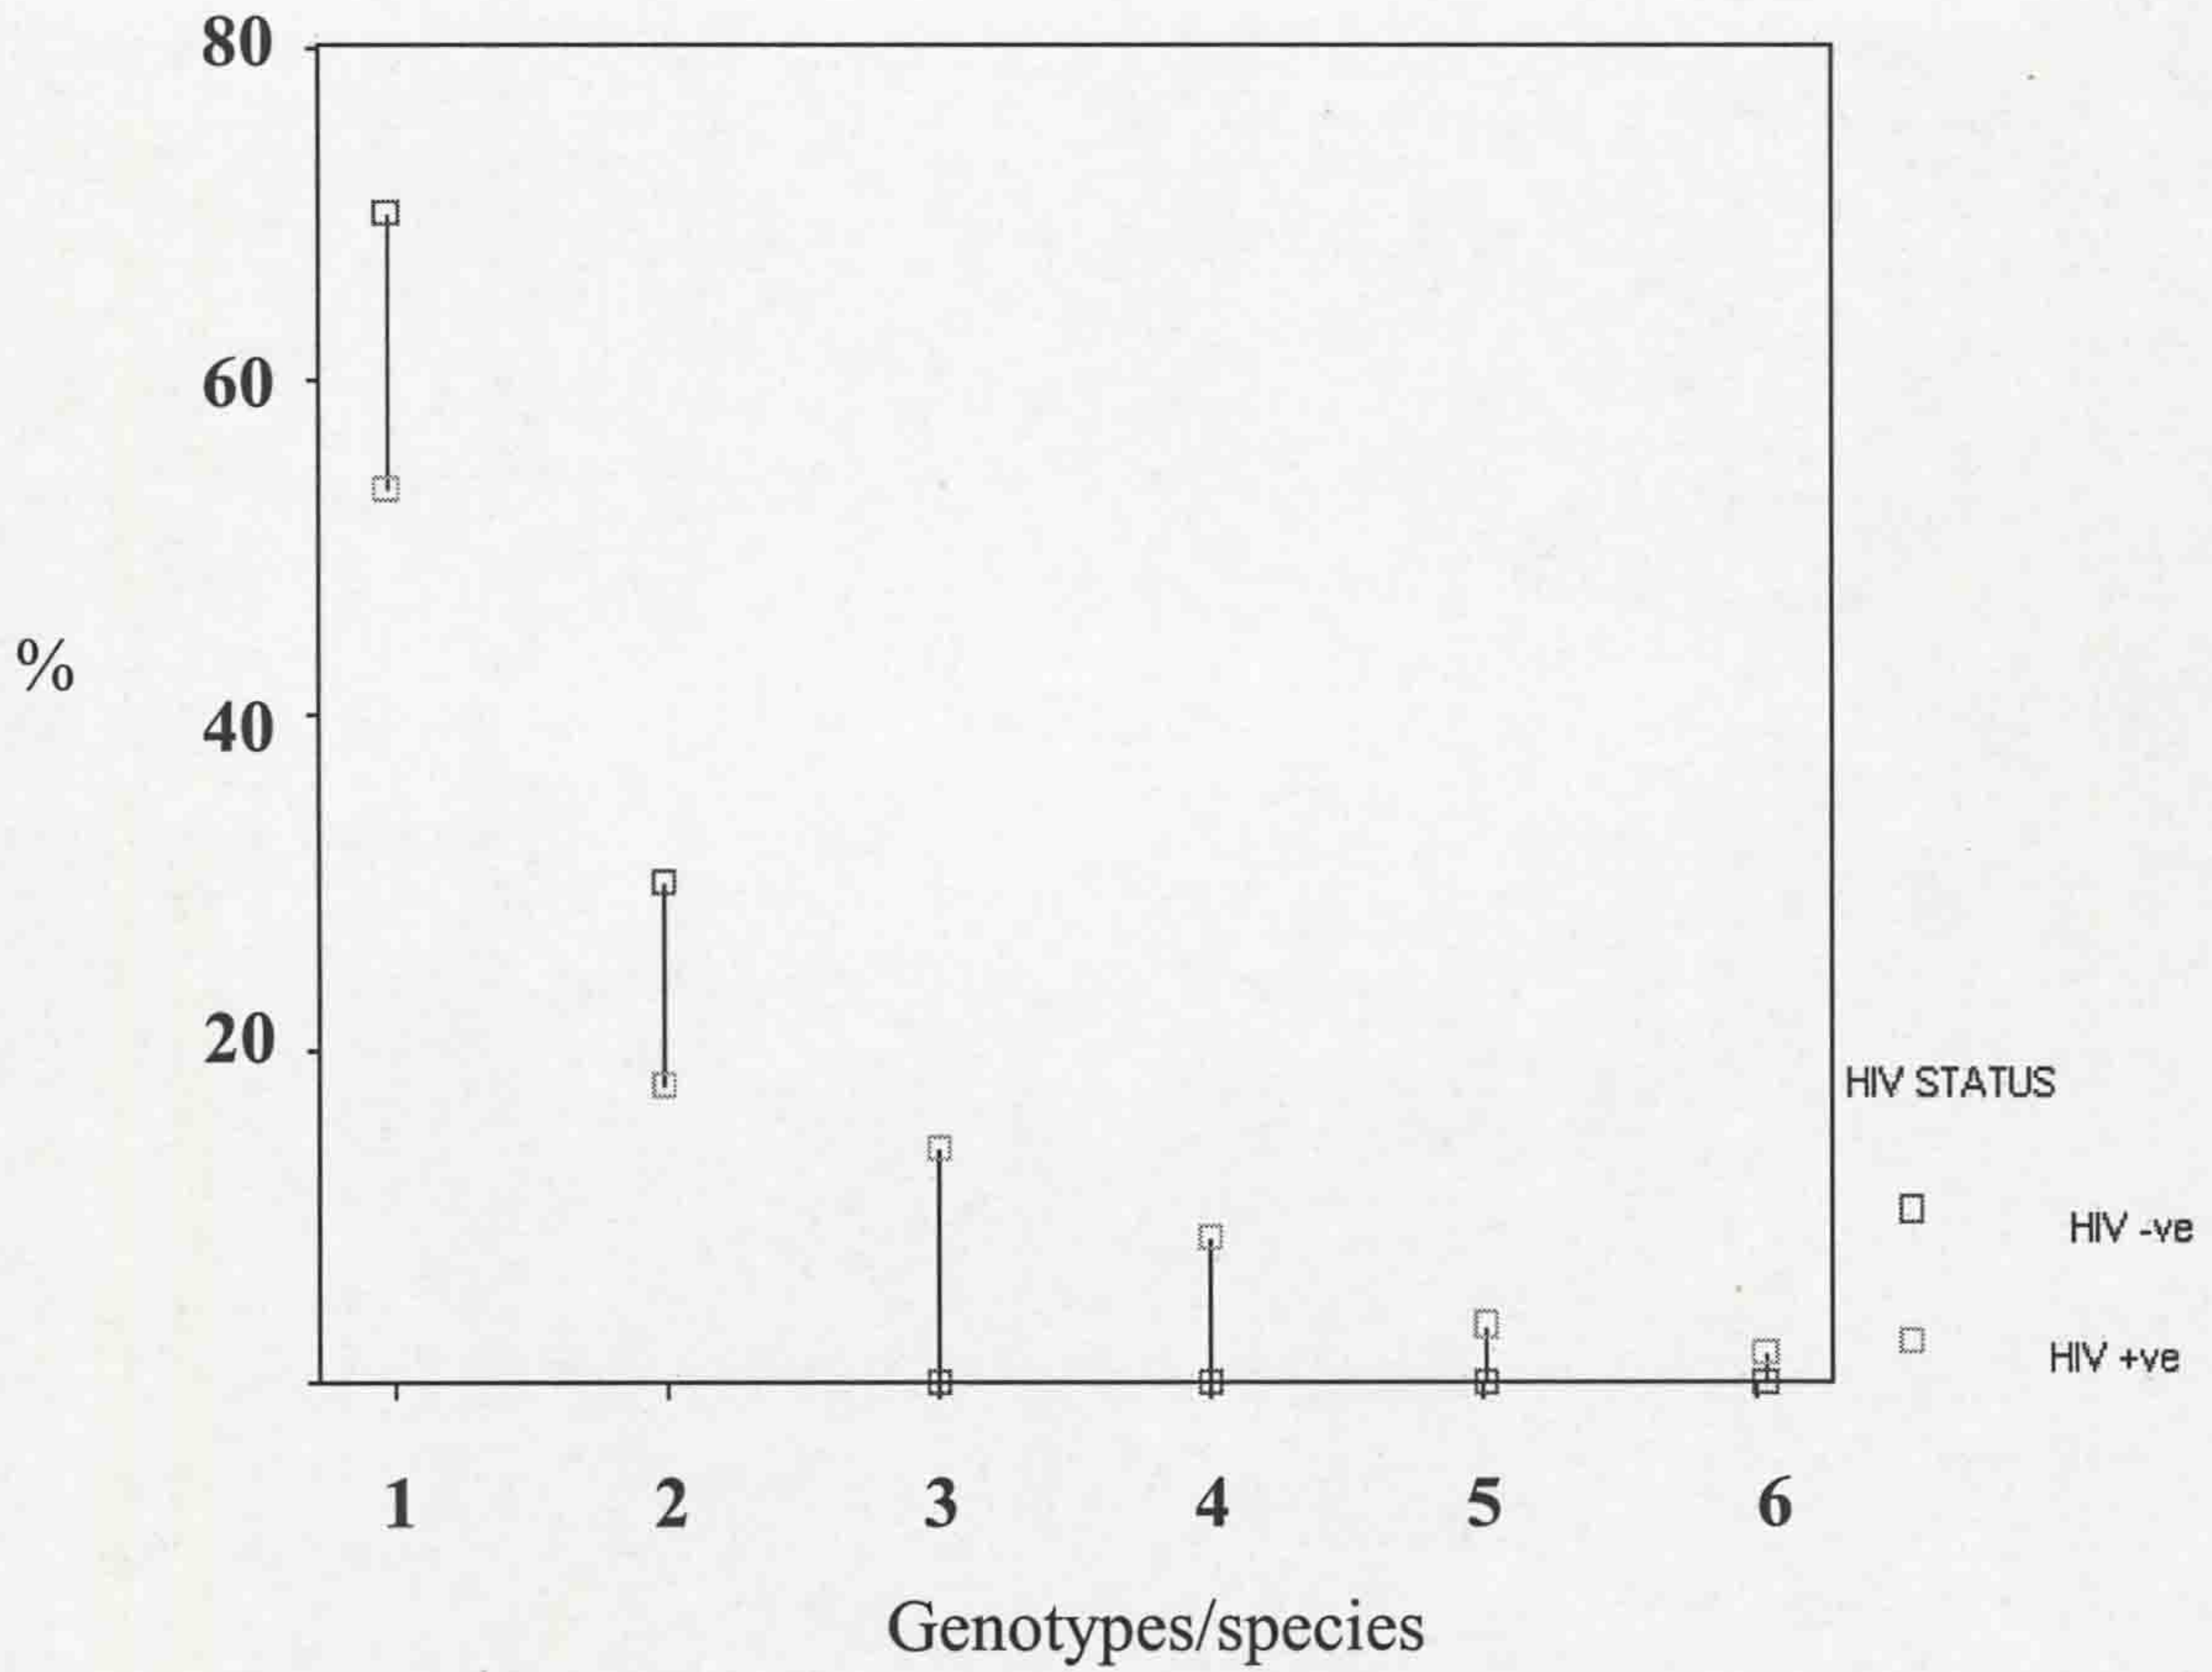 80
60
%
40
20
HIV STATUS
HIV -ve
HIV +ve
1 2 3 4 5 6
Genotypes/species